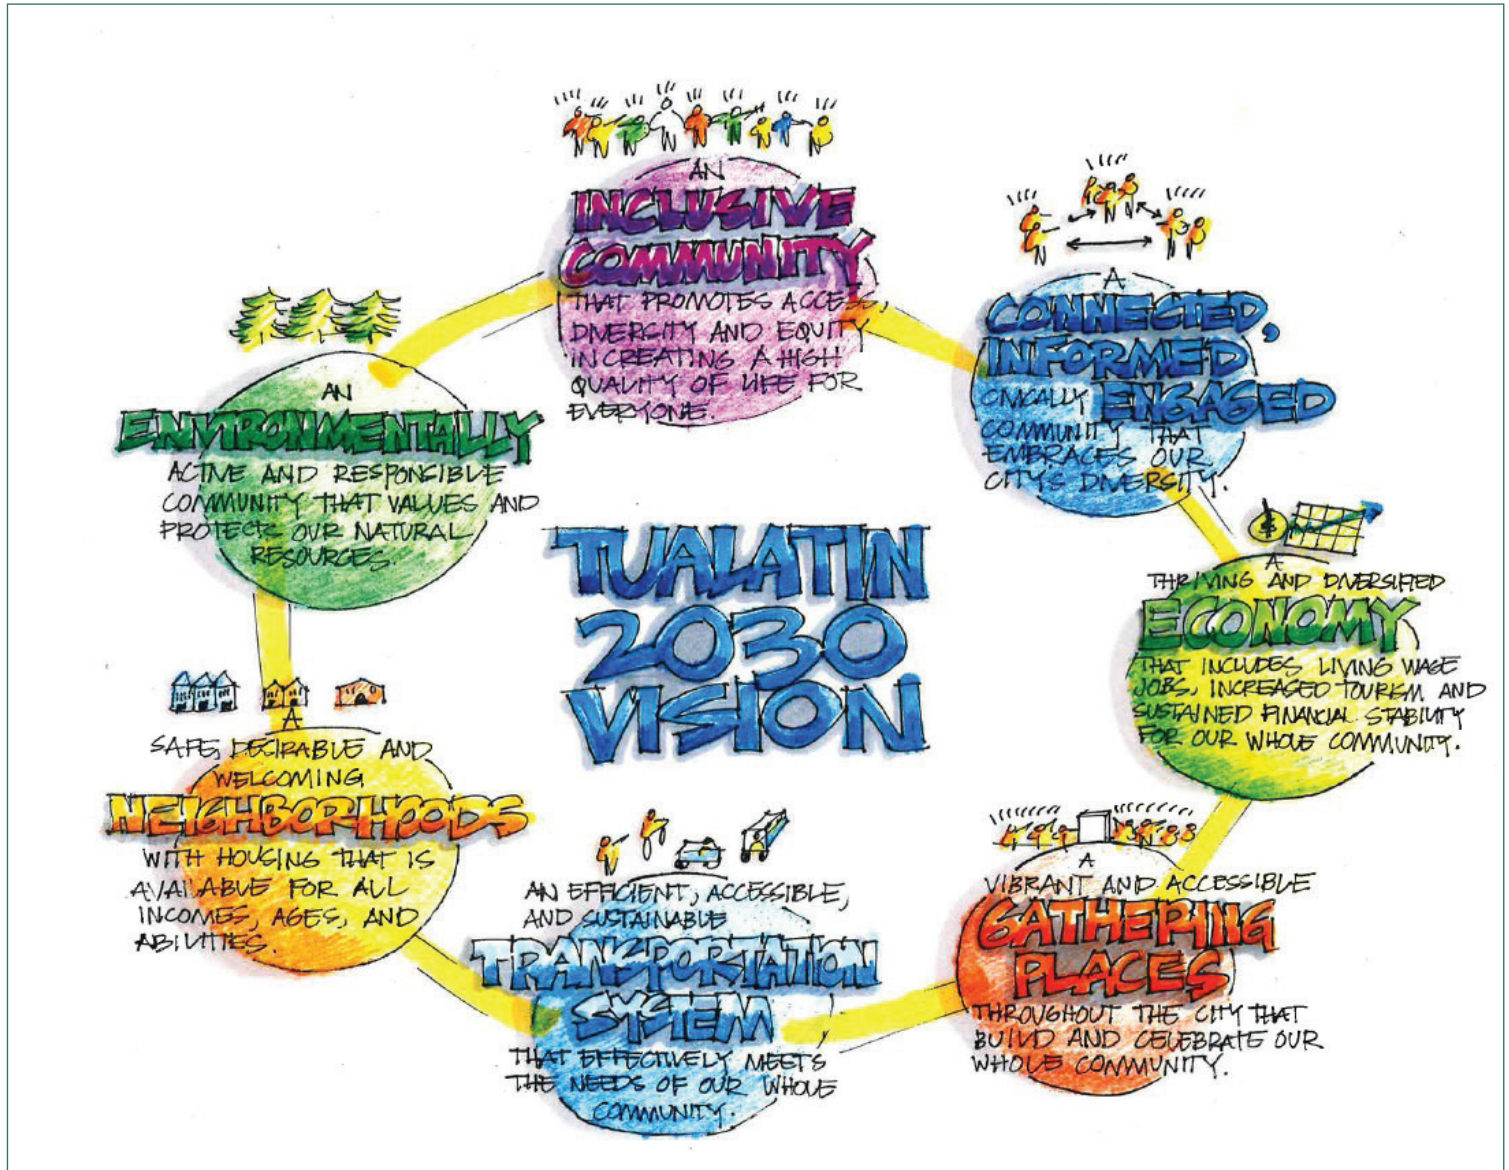 AN
INCLUSIVE
COMMUNITY
THAT PROMOTES ACCESS,
DIVERSITY AND EQUITY
IN CREATING A HIGH
QUALITY OF LIFE FOR
EVERYONE.
A
CONNECTED,
INFORMED
CIVICALLY ENGAGED
COMMUNITY THAT
EMBRACES OUR
CITY'S DIVERSITY.
$
A
THRIVING AND DIVERSIFIED
ECONOMY
THAT INCLUDES LIVING WAGE
JOBS, INCREASED TOURISM AND
SUSTAINED FINANCIAL STABILITY
FOR OUR WHOLE COMMUNITY.
A
VIBRANT AND ACCESSIBLE
GATHERING
PLACES
THROUGHOUT THE CITY THAT
BUILD AND CELEBRATE OUR
WHOLE COMMUNITY.
AN EFFICIENT, ACCESSIBLE,
AND SUSTAINABLE
TRANSPORTATION
SYSTEM
THAT EFFECTIVELY MEETS
THE NEEDS OF OUR WHOLE
COMMUNITY.
A
SAFE, DESIRABLE AND
WELCOMING
NEIGHBORHOODS
WITH HOUSING THAT IS
AVAILABLE FOR ALL
INCOMES, AGES, AND
ABILITIES.
AN
ENVIRONMENTALLY
ACTIVE AND RESPONSIBLE
COMMUNITY THAT VALUES AND
PROTECTS OUR NATURAL
RESOURCES.
TUALATIN
2030
VISION